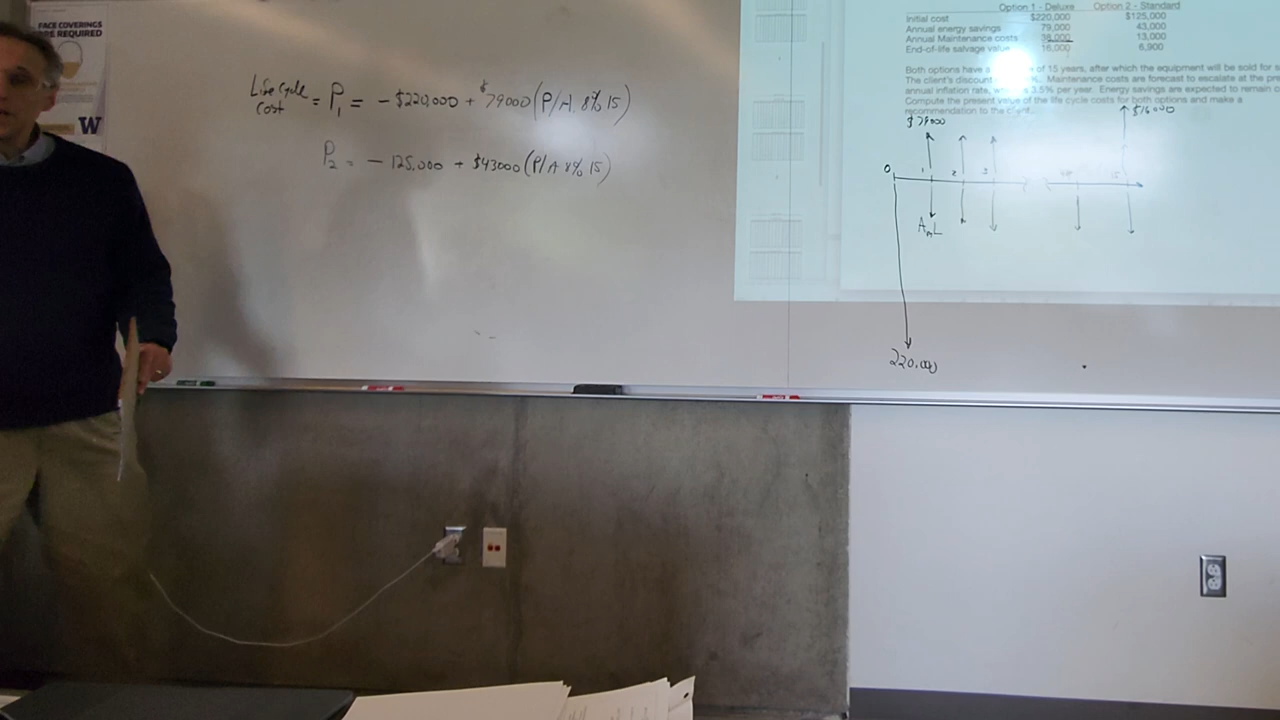 FACE COVERINGS
ARE REQUIRED
W
Life cycle
cost = P1 = - $220,000 + $79000 (P/A 8% 15)
P2 = - 125,000 + $43000 (P/A 8% 15)
Option 1 - Deluxe Option 2 - Standard
Initial cost $220,000 $125,000
Annual energy savings 79,000 43,000
Annual Maintenance costs 38,000 13,000
End-of-life salvage value 16,000 6,900
Both options have a of 15 years, after which the equipment will be sold for
The client's discount Maintenance costs are forecast to escalate at the
annual inflation rate, 3.5% per year. Energy savings are expected to remain
Compute the present value of the life cycle costs for both options and make a
recommendation to the client.
$79000 $16000
0 1 2 3 15
220,000